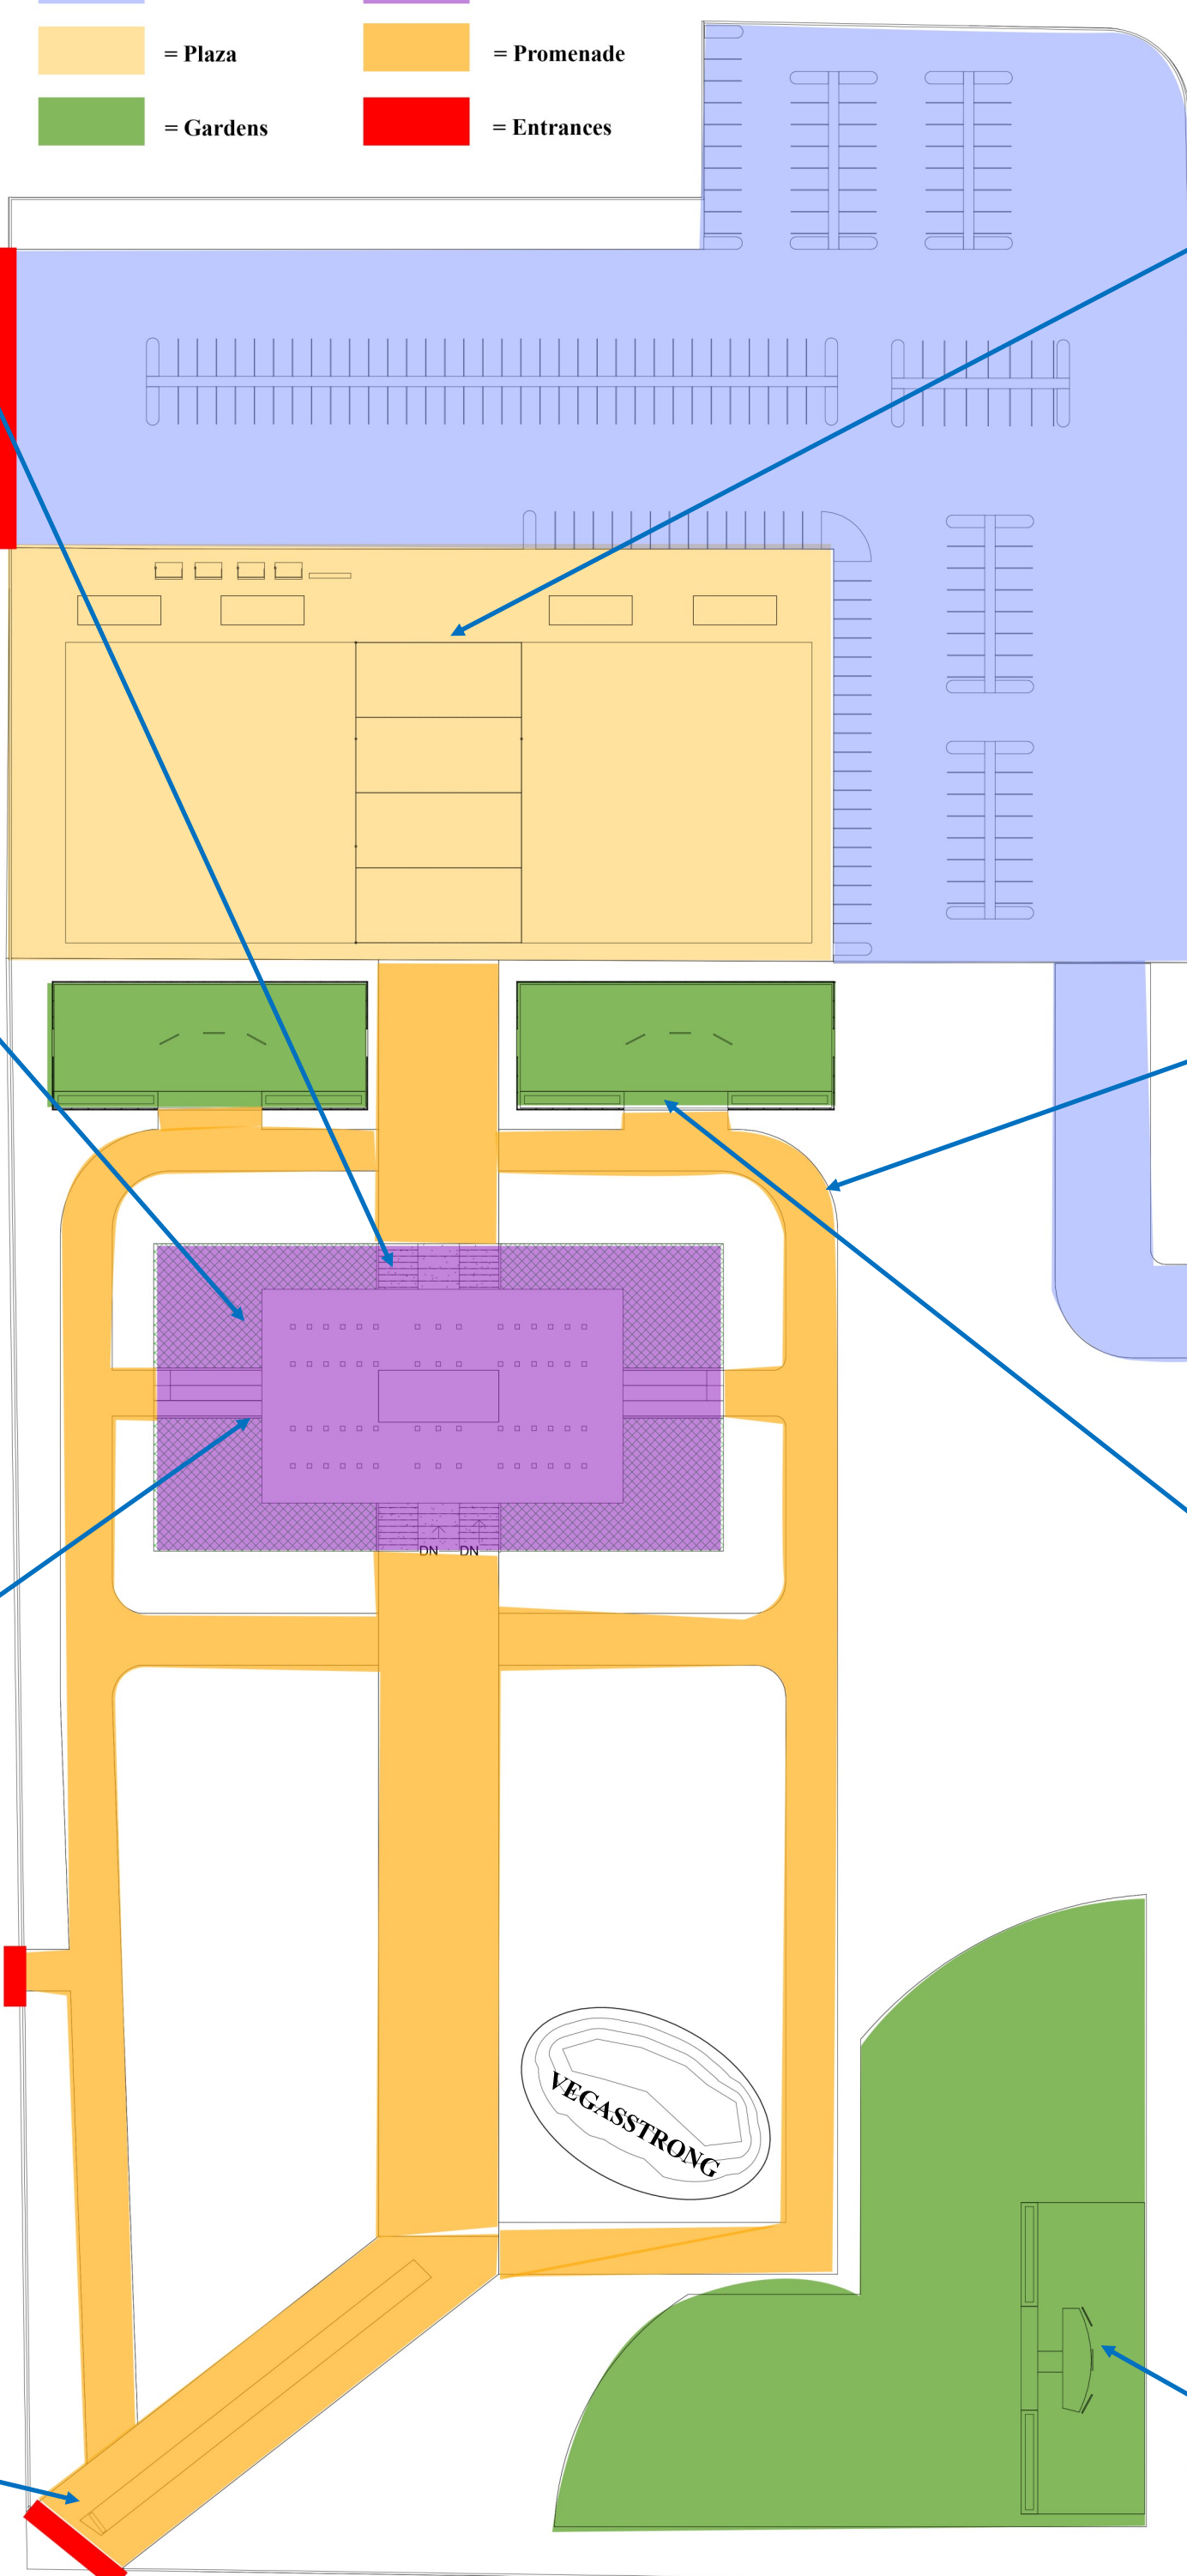 = Plaza
= Promenade
= Gardens
= Entrances
DN DN
VEGASSTRONG